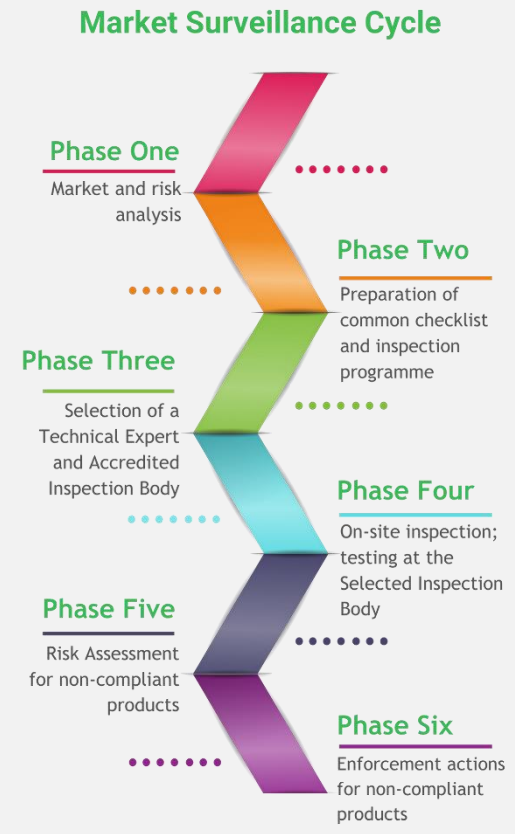 Market Surveillance Cycle
Phase One
Market and risk
analysis
Phase Two
Preparation of
common checklist
and inspection
programme
Phase Three
Selection of a
Technical Expert
and Accredited
Inspection Body
Phase Four
On-site inspection;
testing at the
Selected Inspection
Body
Phase Five
Risk Assessment
for non-compliant
products
Phase Six
Enforcement actions
for non-compliant
products